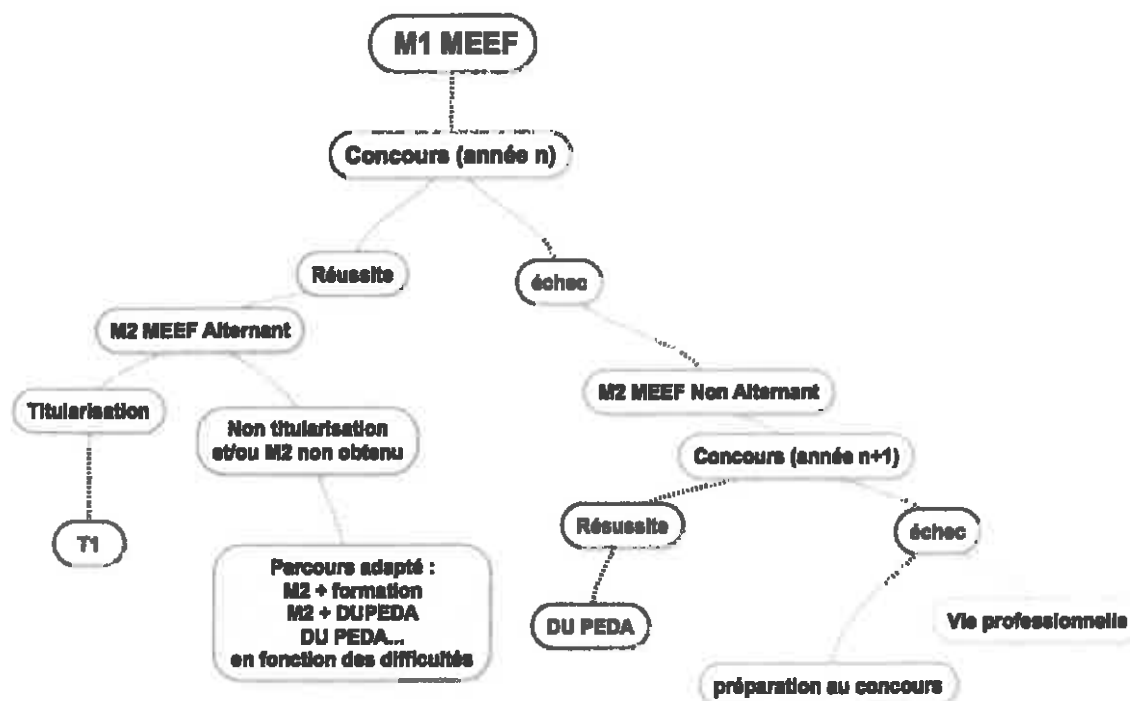 M1 MEEF
Concours (année n)
Réussite
échec
M2 MEEF Alternant
M2 MEEF Non Alternant
Titularisation
Non titularisation
et/ou M2 non obtenu
Concours (année n+1)
T1
Résussite
échec
Parcours adapté :
M2 + formation
M2 + DUPEDA
DU PEDA...
en fonction des difficultés
DU PEDA
Vie professionnelle
préparation au concours